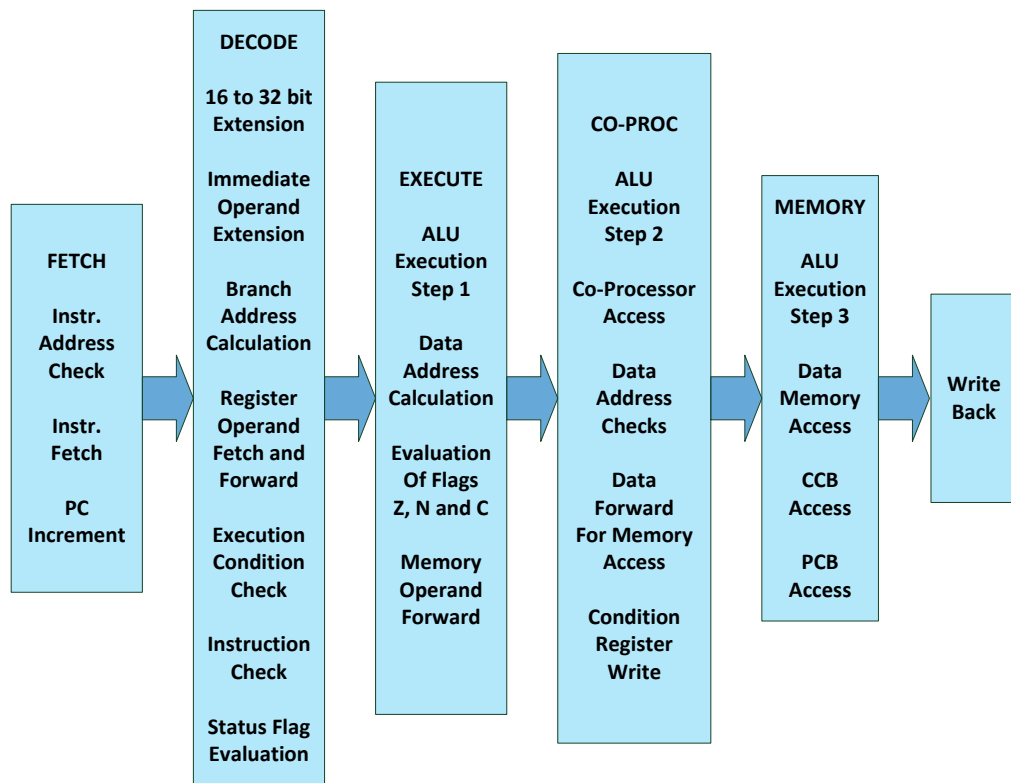 FETCH
Instr.
Address
Check
Instr.
Fetch
PC
Increment
DECODE
16 to 32 bit
Extension
Immediate
Operand
Extension
Branch
Address
Calculation
Register
Operand
Fetch and
Forward
Execution
Condition
Check
Instruction
Check
Status Flag
Evaluation
EXECUTE
ALU
Execution
Step 1
Data
Address
Calculation
Evaluation
Of Flags
Z, N and C
Memory
Operand
Forward
CO-PROC
ALU
Execution
Step 2
Co-Processor
Access
Data
Address
Checks
Data
Forward
For Memory
Access
Condition
Register
Write
MEMORY
ALU
Execution
Step 3
Data
Memory
Access
CCB
Access
PCB
Access
Write
Back